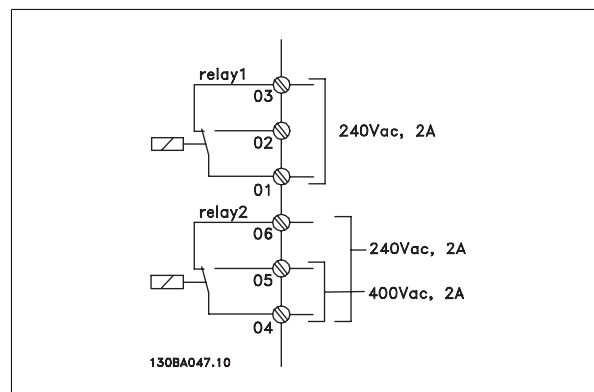 relay1
03
240Vac, 2A
02
01
relay2
06
240Vac, 2A
05
400Vac, 2A
04
130BA047.10